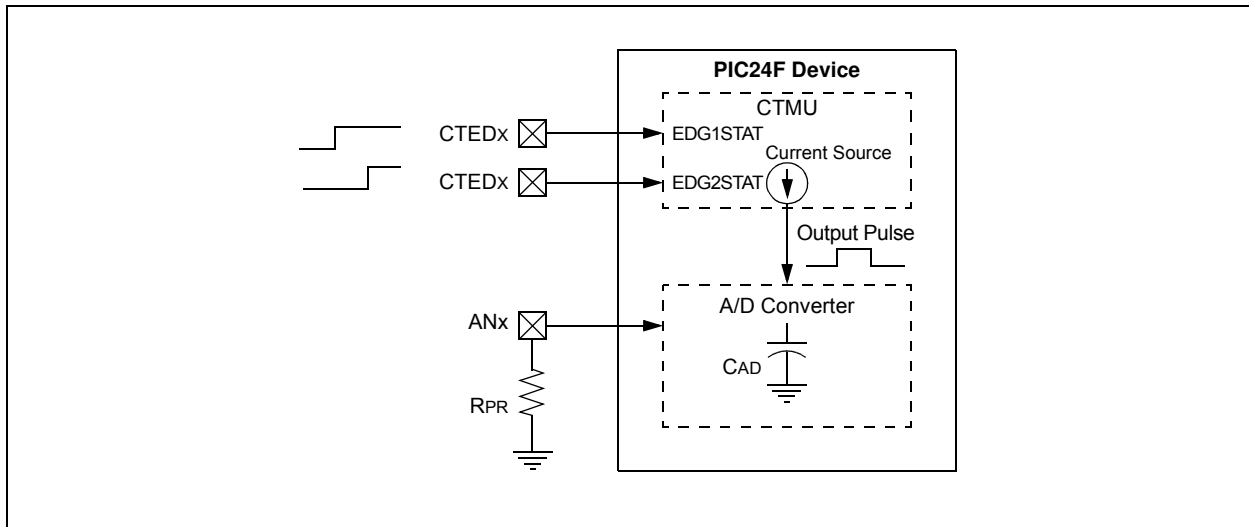 PIC24F Device
CTMU
CTEDX
EDG1STAT
Current Source
CTEDX
EDG2STAT
Output Pulse
A/D Converter
ANx
CAD
RPR